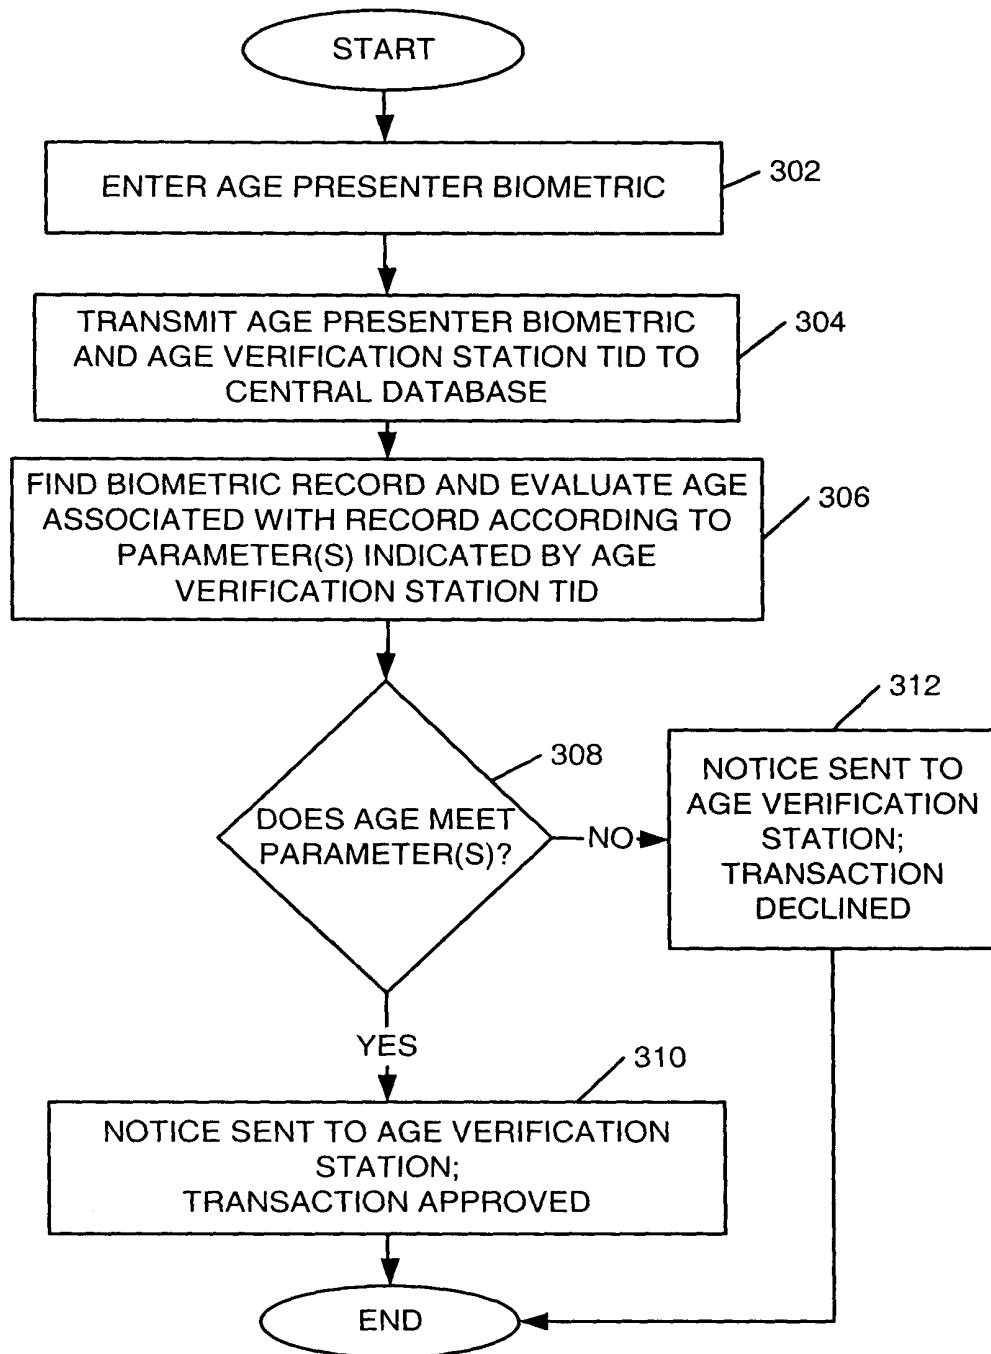 START
ENTER AGE PRESENTER BIOMETRIC
302
TRANSMIT AGE PRESENTER BIOMETRIC
AND AGE VERIFICATION STATION TID TO
CENTRAL DATABASE
304
FIND BIOMETRIC RECORD AND EVALUATE AGE
ASSOCIATED WITH RECORD ACCORDING TO
PARAMETER(S) INDICATED BY AGE
VERIFICATION STATION TID
306
DOES AGE MEET
PARAMETER(S)?
308
NO
312
NOTICE SENT TO
AGE VERIFICATION
STATION;
TRANSACTION
DECLINED
YES
310
NOTICE SENT TO AGE VERIFICATION
STATION;
TRANSACTION APPROVED
END